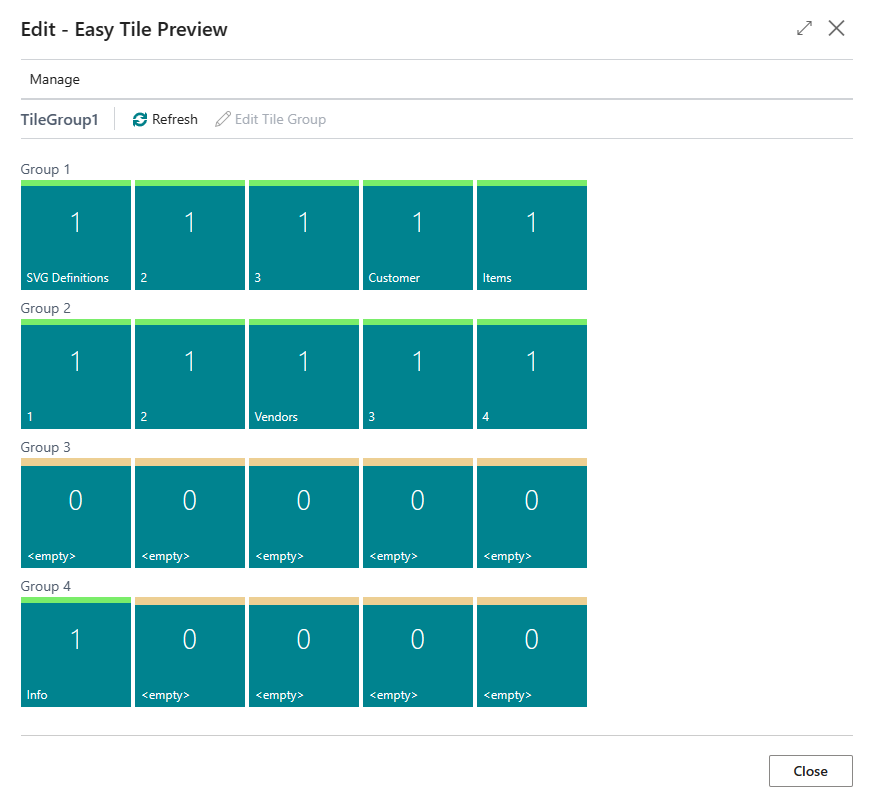 Edit - Easy Tile Preview
Manage
TileGroup1 Refresh Edit Tile Group
Group 1
1 1 1 1 1
SVG Definitions 2 3 Customer Items
Group 2
1 1 1 1 1
1 2 Vendors 3 4
Group 3
0 0 0 0 0
<empty> <empty> <empty> <empty> <empty>
Group 4
1 0 0 0 0
Info <empty> <empty> <empty> <empty>
Close